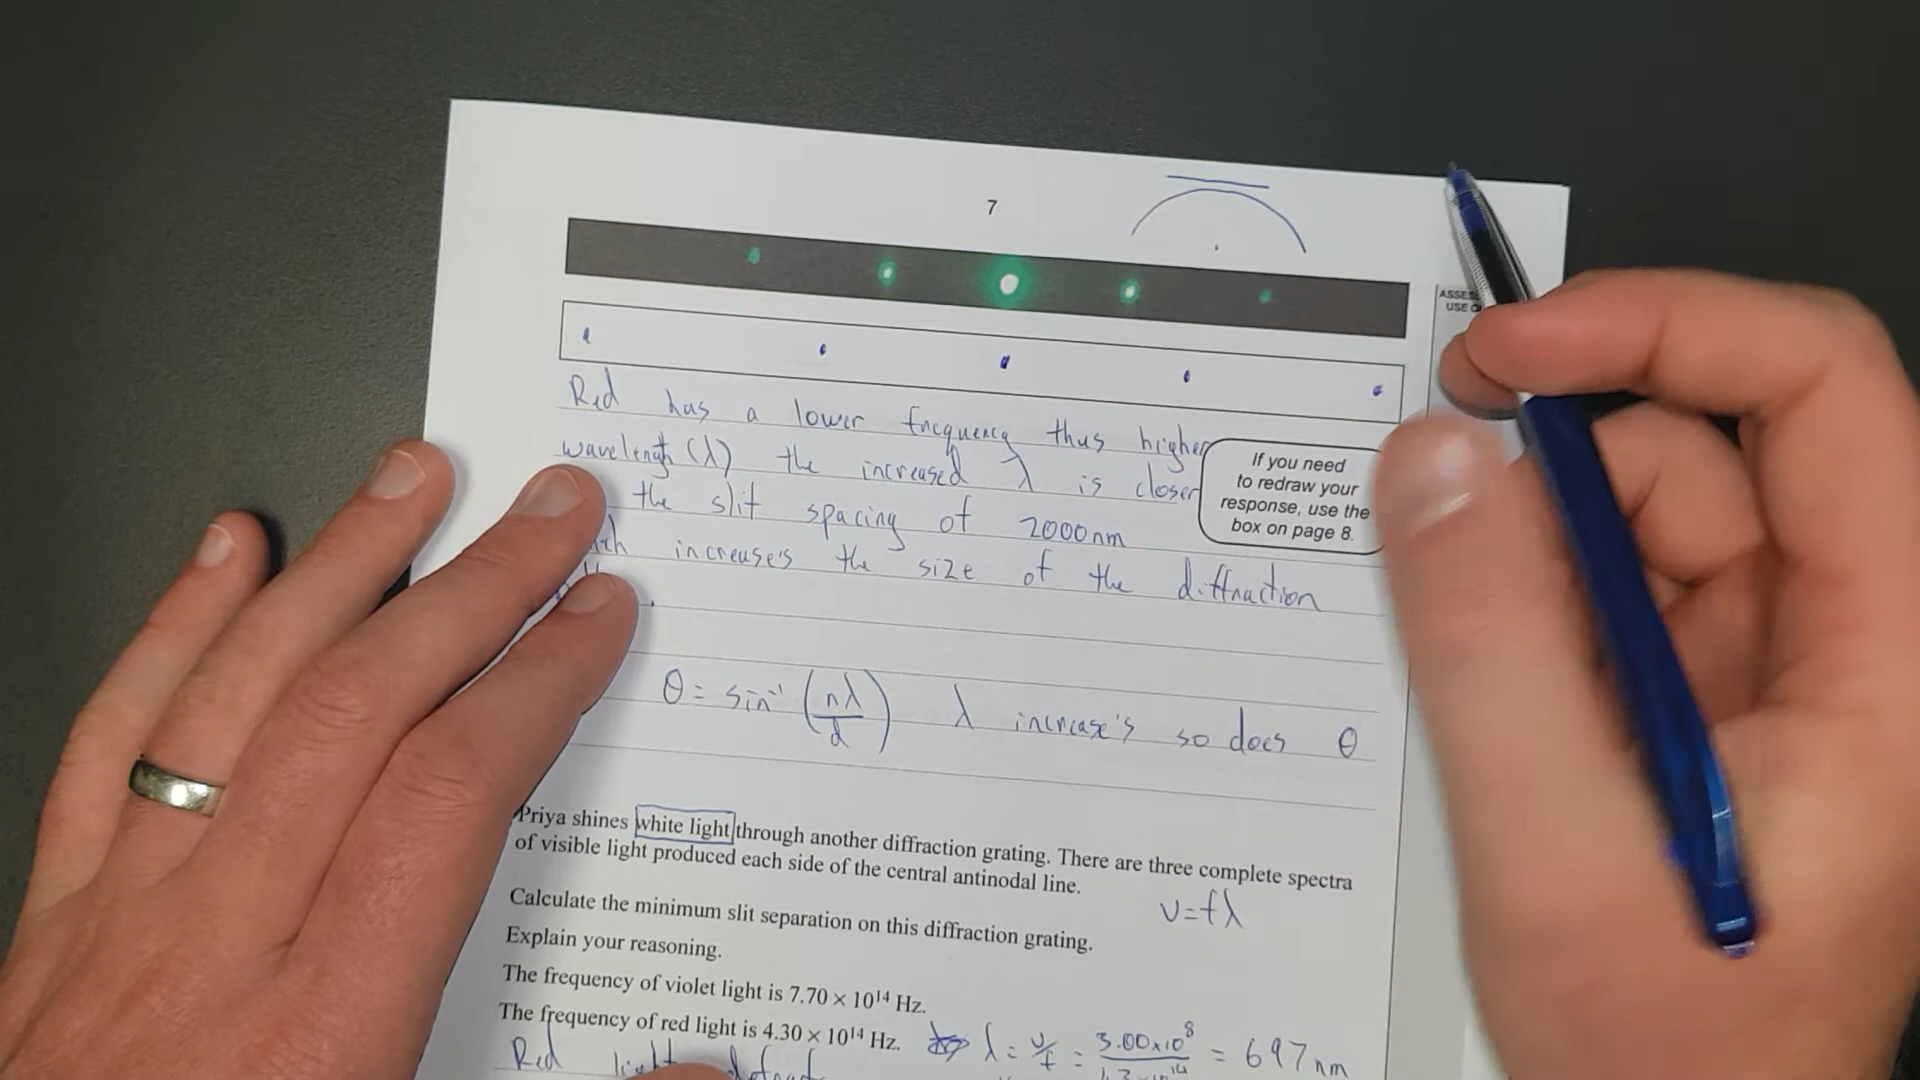 7
ASSES
USE O
Red has a lower frequency thus higher
wavelength (λ) the increased λ is closer
the slit spacing of 2000nm
increase's the size of the diffraction
If you need
to redraw your
response, use the
box on page 8.
θ = sin⁻¹ (nλ/d) λ increase's so does θ
Priya shines white light through another diffraction grating. There are three complete spectra
of visible light produced each side of the central antinodal line.
v=fλ
Calculate the minimum slit separation on this diffraction grating.
Explain your reasoning.
The frequency of violet light is 7.70 × 10¹⁴ Hz.
The frequency of red light is 4.30 × 10¹⁴ Hz.
λ = v/f = 3.00×10⁸ = 697nm
Red light